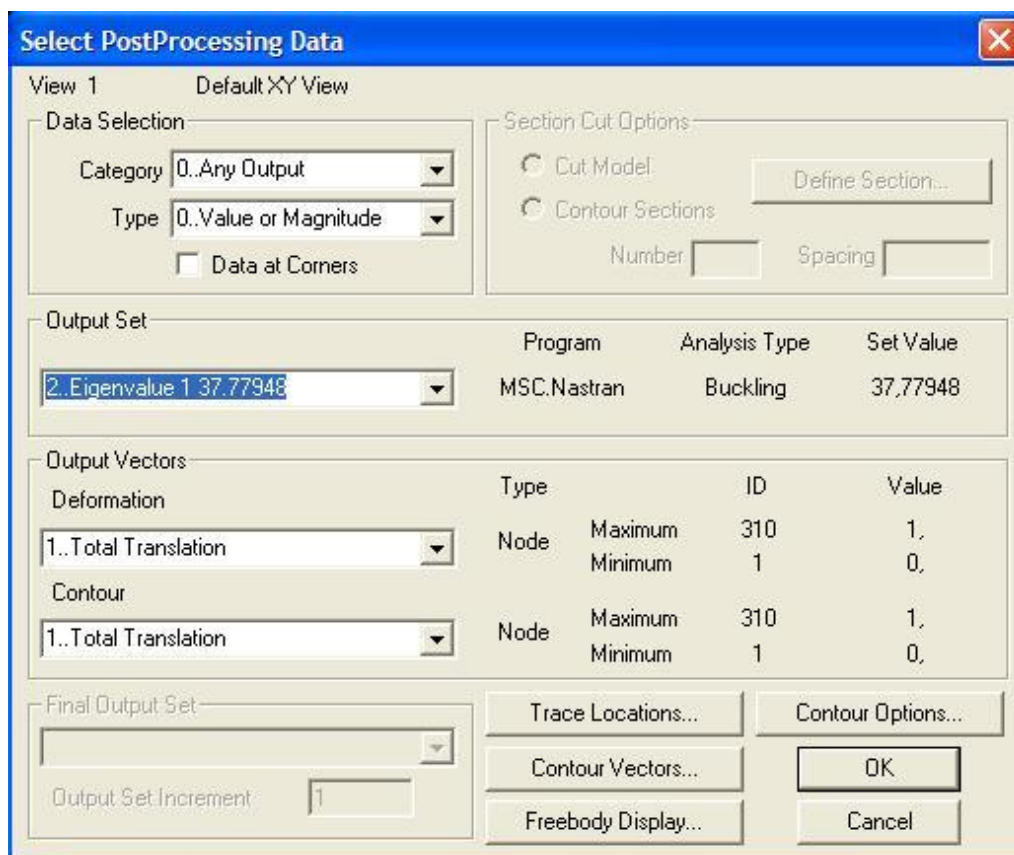 Select PostProcessing Data
View 1 Default XY View
Data Selection
Category 0..Any Output
Type 0..Value or Magnitude
Data at Corners
Section Cut Options
Cut Model
Contour Sections
Define Section...
Number Spacing
Output Set
2..Eigenvalue 1 37.77948
Program Analysis Type Set Value
MSC.Nastran Buckling 37,77948
Output Vectors
Deformation
1..Total Translation
Contour
1..Total Translation
Type ID Value
Node Maximum 310 1,
Minimum 1 0,
Node Maximum 310 1,
Minimum 1 0,
Final Output Set
Output Set Increment 1
Trace Locations... Contour Options...
Contour Vectors... OK
Freebody Display... Cancel